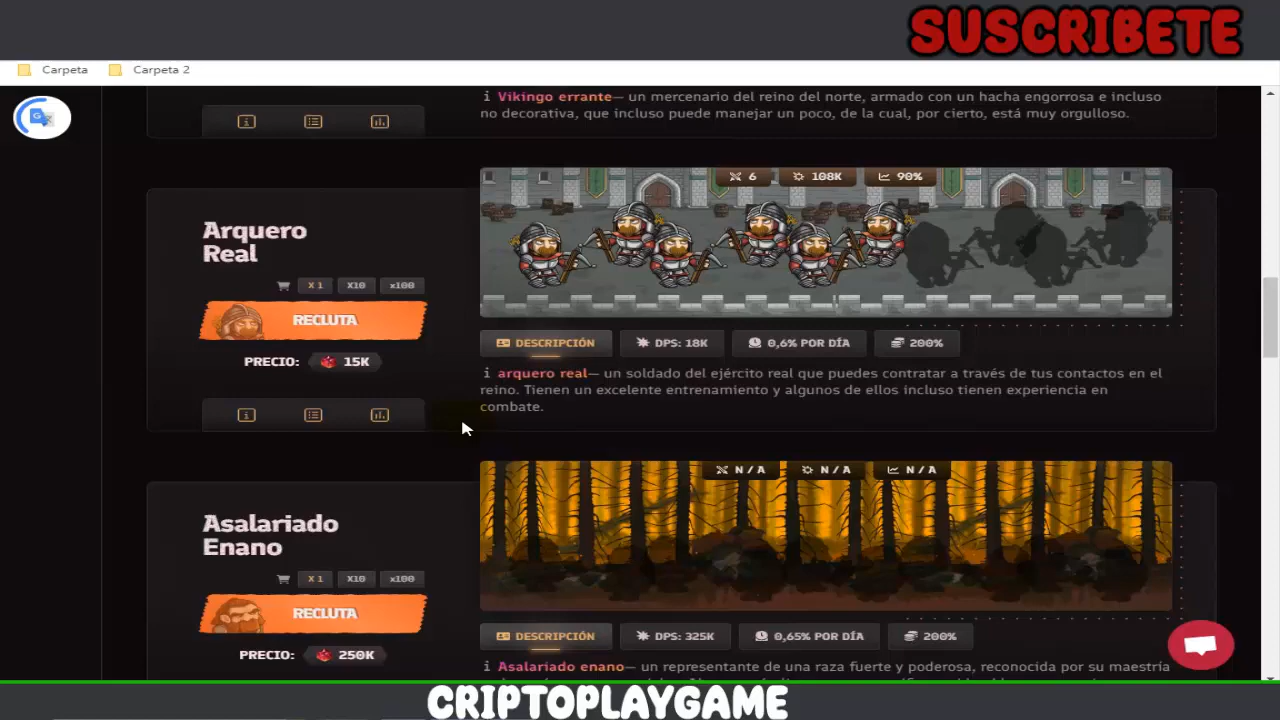 SUSCRIBETE
Carpeta
Carpeta 2
i Vikingo errante— un mercenario del reino del norte, armado con un hacha engorrosa e incluso
no decorativa, que incluso puede manejar un poco, de la cual, por cierto, está muy orgulloso.
6
108K
90%
Arquero
Real
X 1
X10
x100
RECLUTA
PRECIO:
15K
DESCRIPCIÓN
DPS: 18K
0,6% POR DÍA
200%
i arquero real— un soldado del ejército real que puedes contratar a través de tus contactos en el
reino. Tienen un excelente entrenamiento y algunos de ellos incluso tienen experiencia en
combate.
N / A
N / A
N / A
Asalariado
Enano
X 1
X10
x100
RECLUTA
PRECIO:
250K
DESCRIPCIÓN
DPS: 325K
0,65% POR DÍA
200%
i Asalariado enano— un representante de una raza fuerte y poderosa, reconocida por su maestría
CRIPTOPLAYGAME